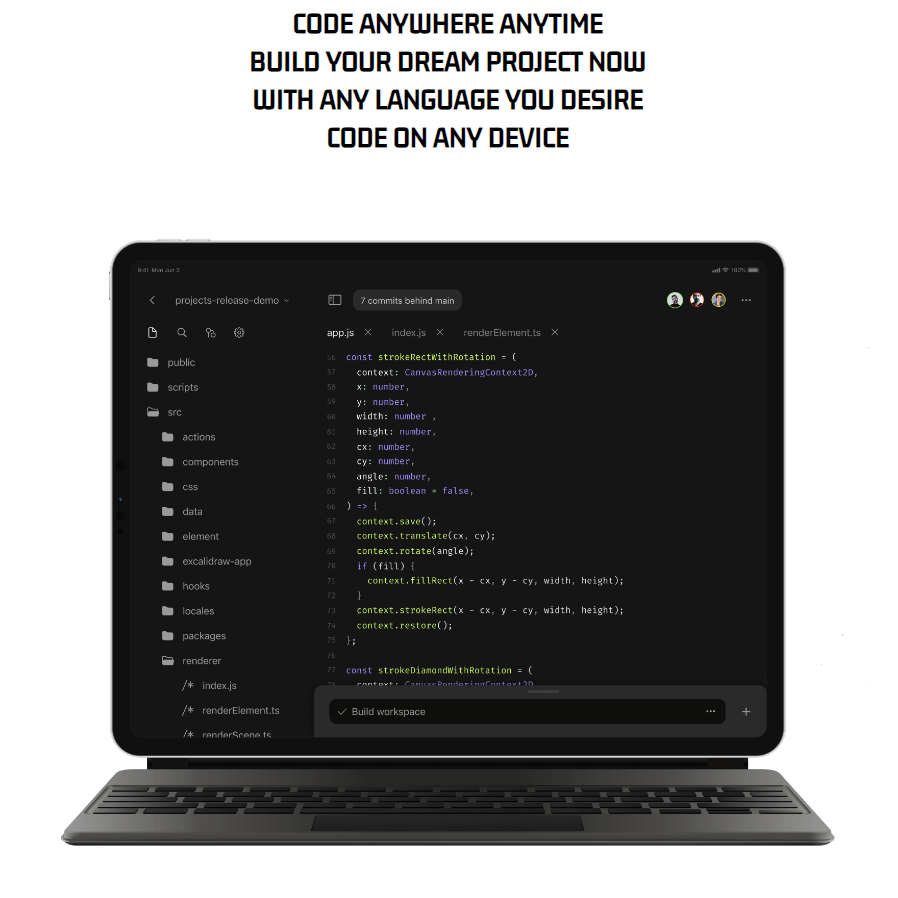 CODE ANYWHERE ANYTIME
BUILD YOUR DREAM PROJECT NOW
WITH ANY LANGUAGE YOU DESIRE
CODE ON ANY DEVICE
9:41 Mon Jun 3
100%
projects-release-demo
7 commits behind main
app.js
index.js
renderElement.ts
public
scripts
src
actions
components
css
data
element
excalidraw-app
hooks
locales
packages
renderer
/* index.js
/* renderElement.ts
/* renderScene.ts
56 const strokeRectWithRotation = (
57 context: CanvasRenderingContext2D,
58 x: number,
59 y: number,
60 width: number ,
61 height: number,
62 cx: number,
63 cy: number,
64 angle: number,
65 fill: boolean = false,
66 ) => {
67 context.save();
68 context.translate(cx, cy);
69 context.rotate(angle);
70 if (fill) {
71 context.fillRect(x - cx, y - cy, width, height);
72 }
73 context.strokeRect(x - cx, y - cy, width, height);
74 context.restore();
75 };
76
77 const strokeDiamondWithRotation = (
78 context: CanvasRenderingContext2D
Build workspace